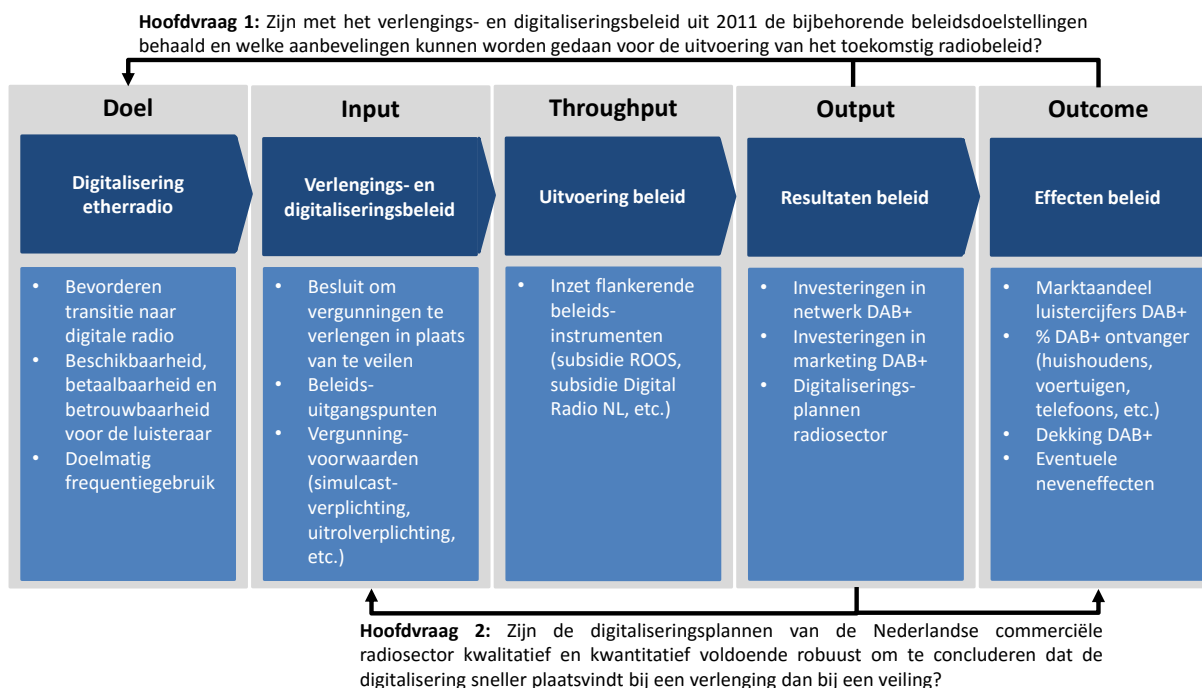 Hoofdvraag 1: Zijn met het verlengings- en digitaliseringsbeleid uit 2011 de bijbehorende beleidsdoelstellingen
behaald en welke aanbevelingen kunnen worden gedaan voor de uitvoering van het toekomstig radiobeleid?
Doel
Digitalisering
etherradio
• Bevorderen
transitie naar
digitale radio
• Beschikbaarheid,
betaalbaarheid en
betrouwbaarheid
voor de luisteraar
• Doelmatig
frequentiegebruik
Input
Verlengings- en
digitaliseringsbeleid
• Besluit om
vergunningen te
verlengen in plaats
van te veilen
• Beleids-
uitgangspunten
• Vergunning-
voorwaarden
(simulcast-
verplichting,
uitrolverplichting,
etc.)
Throughput
Uitvoering beleid
• Inzet flankerende
beleids-
instrumenten
(subsidie ROOS,
subsidie Digital
Radio NL, etc.)
Output
Resultaten beleid
• Investeringen in
netwerk DAB+
• Investeringen in
marketing DAB+
• Digitaliserings-
plannen
radiosector
Outcome
Effecten beleid
• Marktaandeel
luistercijfers DAB+
• % DAB+ ontvanger
(huishoudens,
voertuigen,
telefoons, etc.)
• Dekking DAB+
• Eventuele
neveneffecten
Hoofdvraag 2: Zijn de digitaliseringsplannen van de Nederlandse commerciële
radiosector kwalitatief en kwantitatief voldoende robuust om te concluderen dat de
digitalisering sneller plaatsvindt bij een verlenging dan bij een veiling?